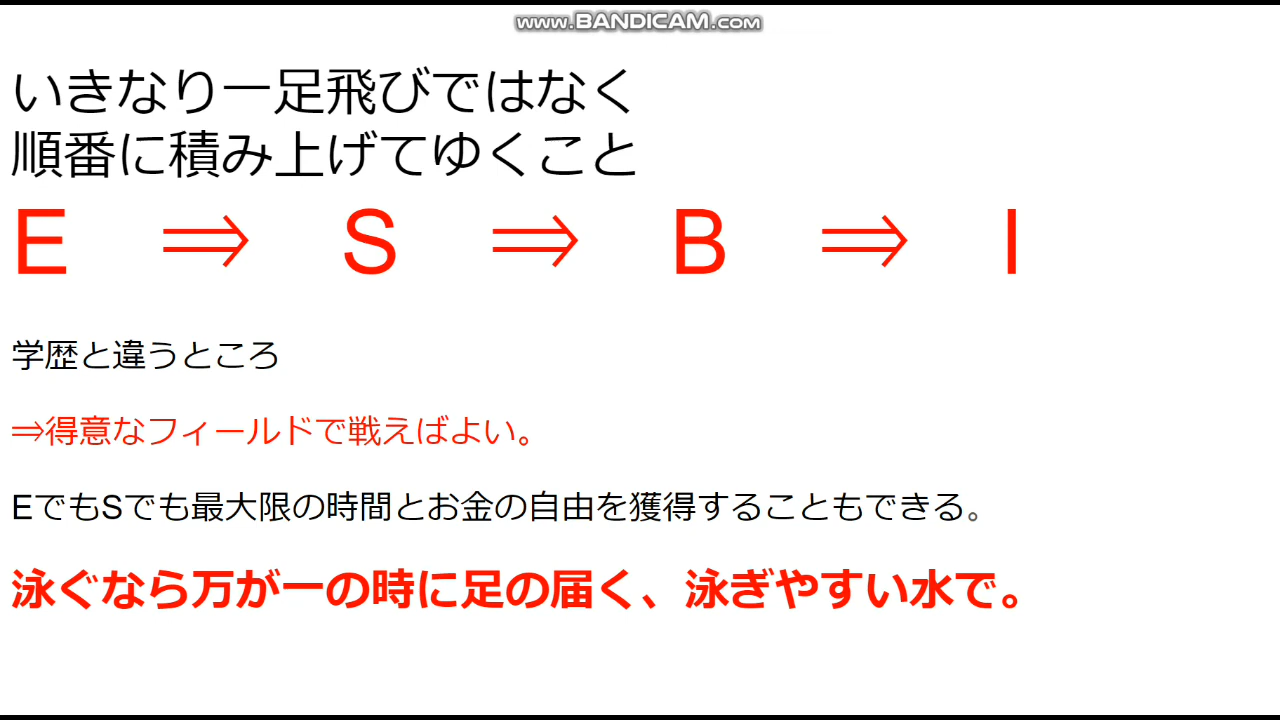 www.BANDICAM.com
いきなり一足飛びではなく
順番に積み上げてゆくこと
E ⇒ S ⇒ B ⇒ I
学歴と違うところ
⇒得意なフィールドで戦えばよい。
EでもSでも最大限の時間とお金の自由を獲得することもできる。
泳ぐなら万が一の時に足の届く、泳ぎやすい水で。